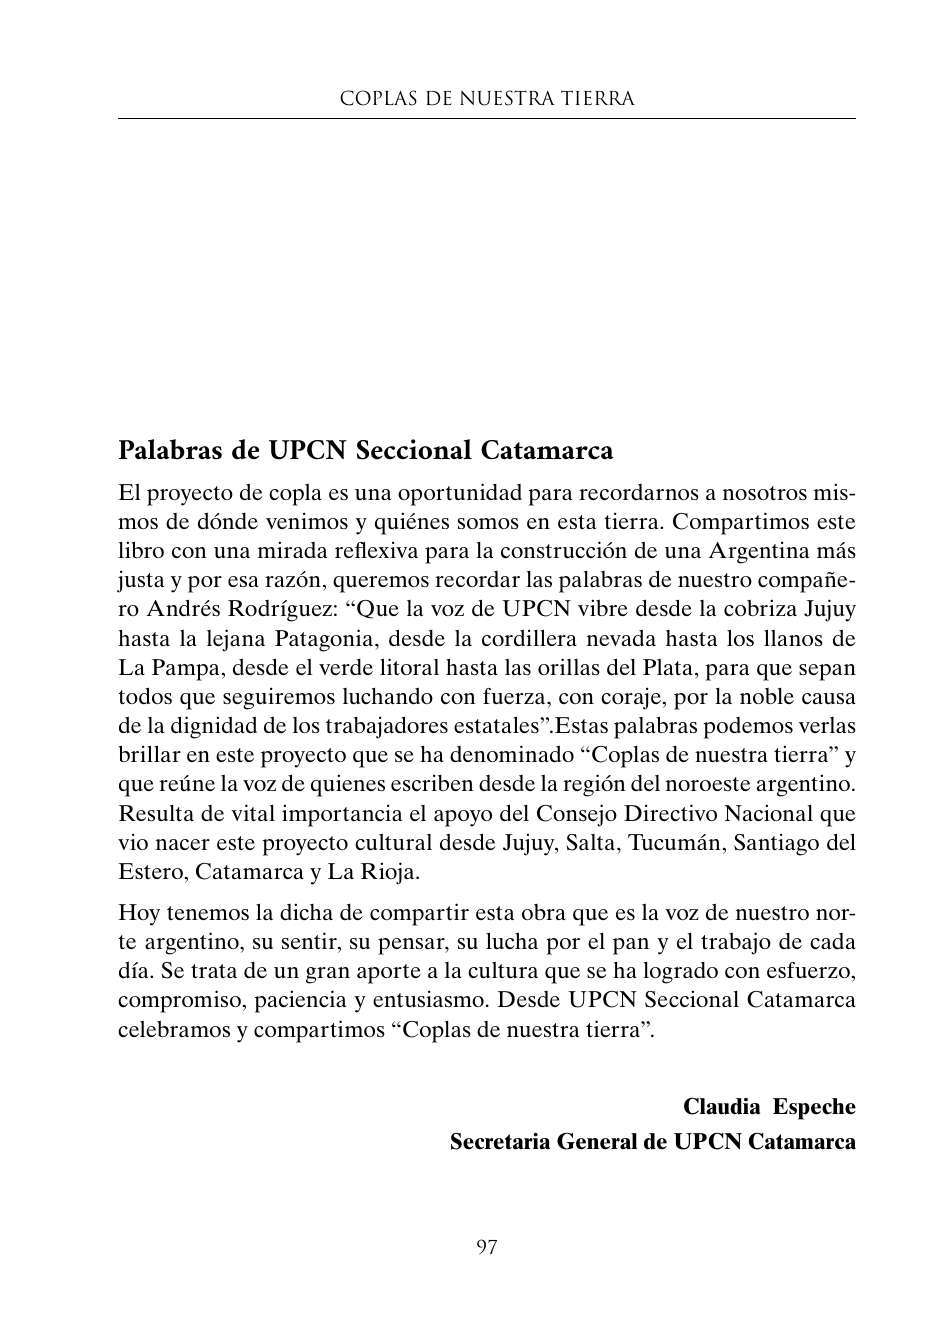 COPLAS DE NUESTRA TIERRA
Palabras de UPCN Seccional Catamarca
El proyecto de copla es una oportunidad para recordarnos a nosotros mis-
mos de dónde venimos y quiénes somos en esta tierra. Compartimos este
libro con una mirada reflexiva para la construcción de una Argentina más
justa y por esa razón, queremos recordar las palabras de nuestro compañe-
ro Andrés Rodríguez: “Que la voz de UPCN vibre desde la cobriza Jujuy
hasta la lejana Patagonia, desde la cordillera nevada hasta los llanos de
La Pampa, desde el verde litoral hasta las orillas del Plata, para que sepan
todos que seguiremos luchando con fuerza, con coraje, por la noble causa
de la dignidad de los trabajadores estatales”.Estas palabras podemos verlas
brillar en este proyecto que se ha denominado “Coplas de nuestra tierra” y
que reúne la voz de quienes escriben desde la región del noroeste argentino.
Resulta de vital importancia el apoyo del Consejo Directivo Nacional que
vio nacer este proyecto cultural desde Jujuy, Salta, Tucumán, Santiago del
Estero, Catamarca y La Rioja.
Hoy tenemos la dicha de compartir esta obra que es la voz de nuestro nor-
te argentino, su sentir, su pensar, su lucha por el pan y el trabajo de cada
día. Se trata de un gran aporte a la cultura que se ha logrado con esfuerzo,
compromiso, paciencia y entusiasmo. Desde UPCN Seccional Catamarca
celebramos y compartimos “Coplas de nuestra tierra”.
Claudia Espeche
Secretaria General de UPCN Catamarca
97